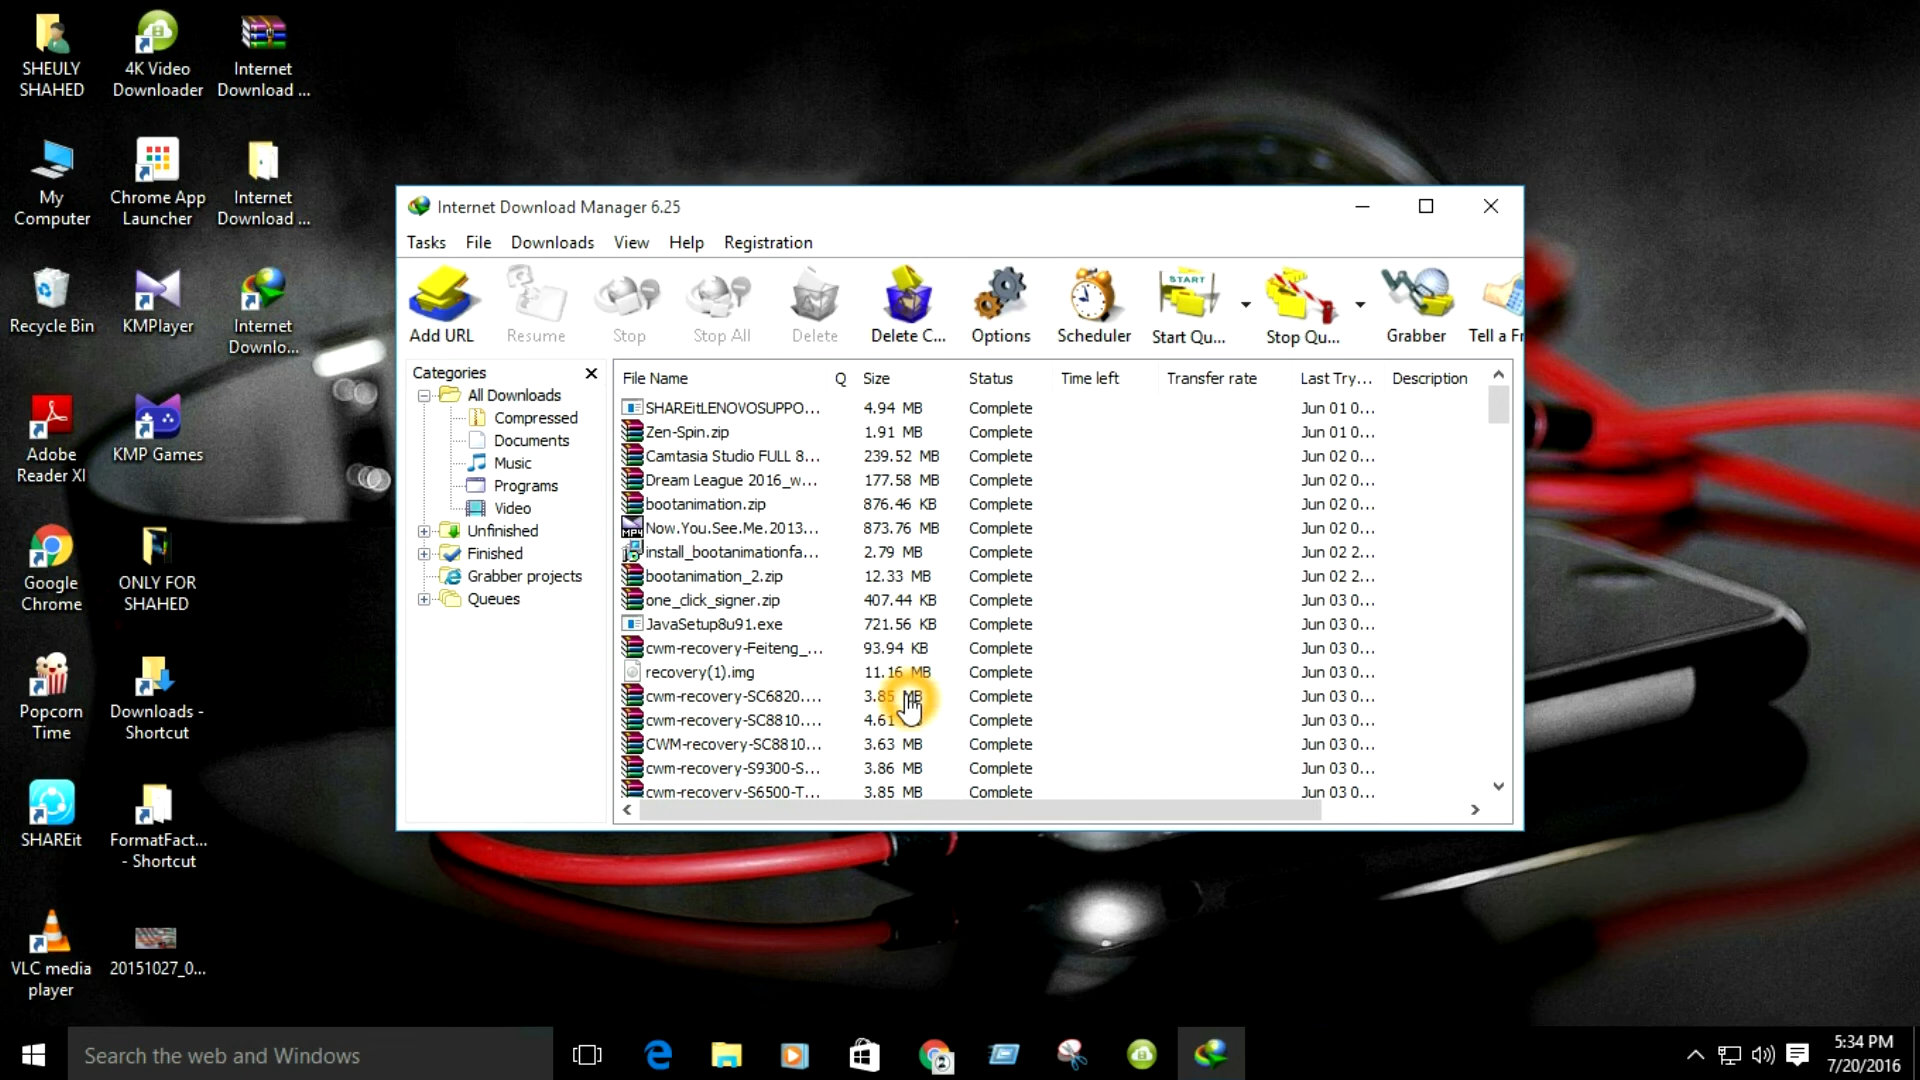 SHEULY
SHAHED
4K Video
Downloader
Internet
Download ...
My
Computer
Chrome App
Launcher
Internet
Download ...
Recycle Bin
KMPlayer
Internet
Downlo...
Adobe
Reader XI
KMP Games
Google
Chrome
ONLY FOR
SHAHED
Popcorn
Time
Downloads -
Shortcut
SHAREit
FormatFact...
- Shortcut
VLC media
player
20151027_0...
Internet Download Manager 6.25
Tasks File Downloads View Help Registration
START
Add URL Resume Stop Stop All Delete Delete C... Options Scheduler Start Qu... Stop Qu... Grabber Tell a Fr
Categories
All Downloads
Compressed
Documents
Music
Programs
Video
Unfinished
Finished
Grabber projects
Queues
File Name Q Size Status Time left Transfer rate Last Try... Description
SHAREitLENOVOSUPPO... 4.94 MB Complete Jun 01 0...
Zen-Spin.zip 1.91 MB Complete Jun 01 0...
Camtasia Studio FULL 8... 239.52 MB Complete Jun 02 0...
Dream League 2016_w... 177.58 MB Complete Jun 02 0...
bootanimation.zip 876.46 KB Complete Jun 02 0...
MP4 Now.You.See.Me.2013... 873.76 MB Complete Jun 02 0...
install_bootanimationfa... 2.79 MB Complete Jun 02 2...
bootanimation_2.zip 12.33 MB Complete Jun 02 2...
one_click_signer.zip 407.44 KB Complete Jun 03 0...
JavaSetup8u91.exe 721.56 KB Complete Jun 03 0...
cwm-recovery-Feiteng_... 93.94 KB Complete Jun 03 0...
recovery(1).img 11.16 MB Complete Jun 03 0...
cwm-recovery-SC6820.... 3.85 MB Complete Jun 03 0...
cwm-recovery-SC8810.... 4.61 Complete Jun 03 0...
CWM-recovery-SC8810... 3.63 MB Complete Jun 03 0...
cwm-recovery-S9300-S... 3.86 MB Complete Jun 03 0...
cwm-recovery-S6500-T... 3.85 MB Complete Jun 03 0...
Search the web and Windows
5:34 PM
7/20/2016